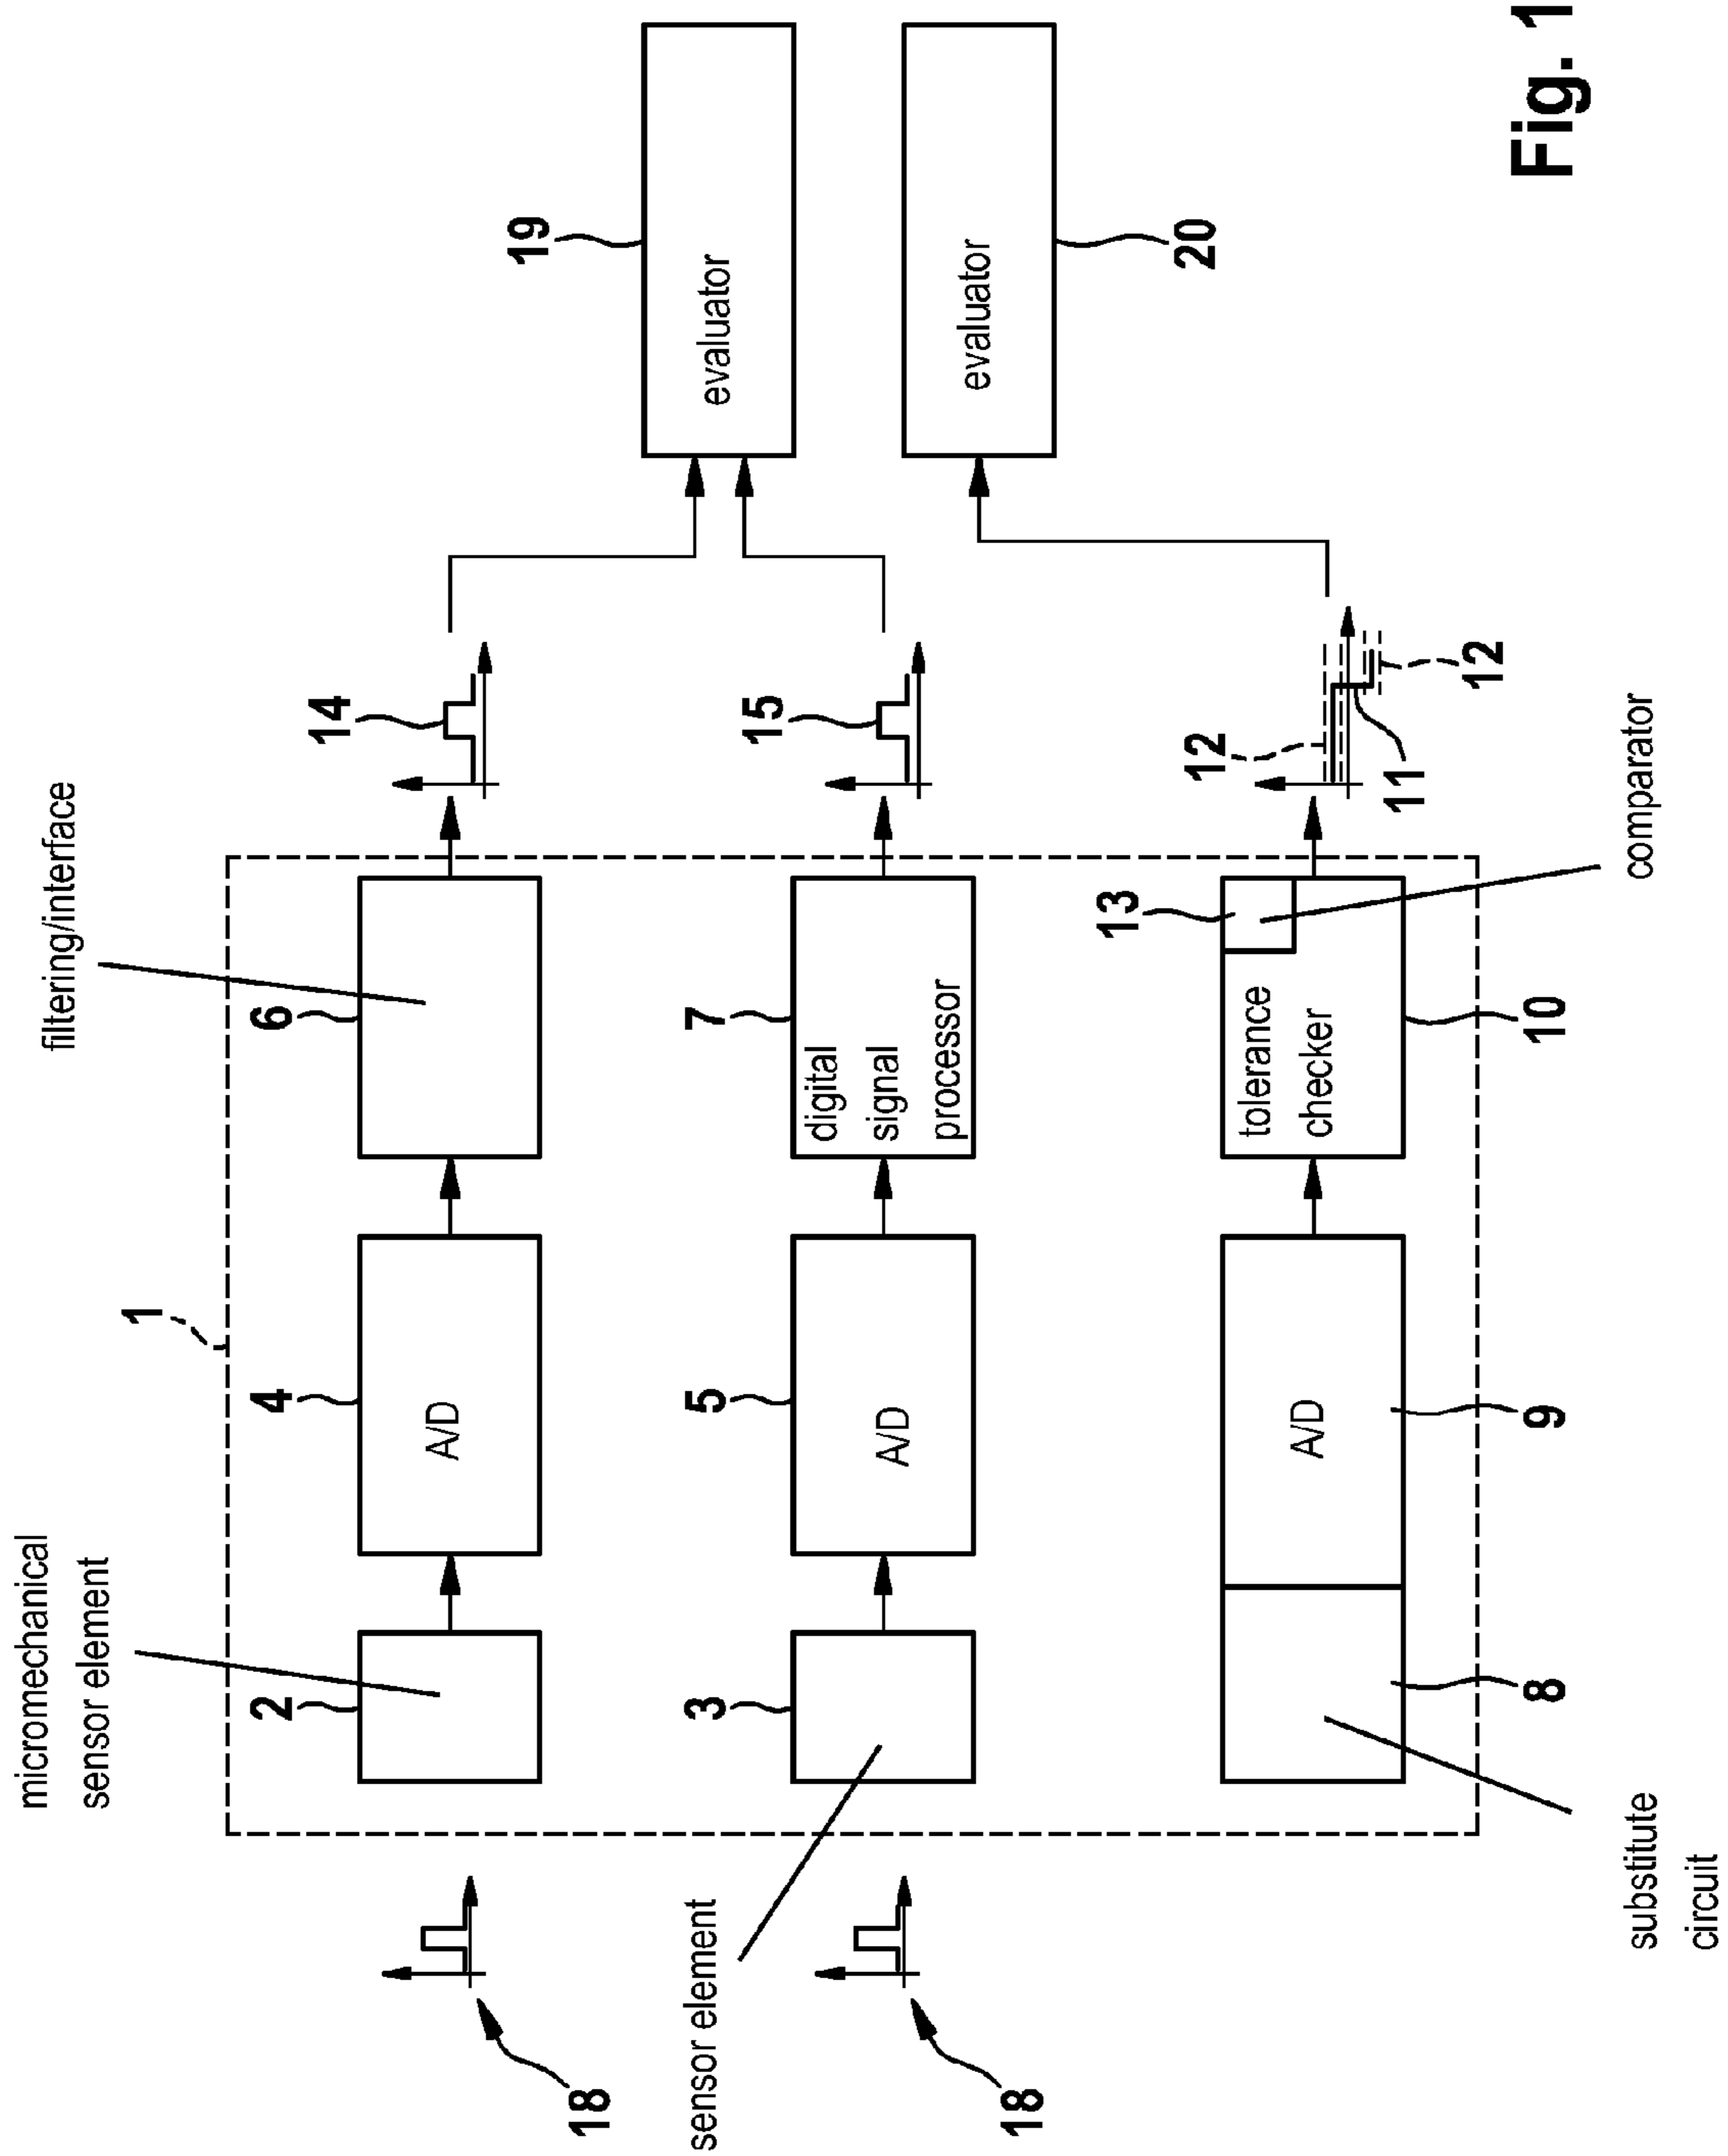 micromechanical
sensor element
filtering/interface
1
2
4
6
14
19
18
A/D
evaluator
sensor element
3
5
7
15
18
A/D
digital
signal
processor
evaluator
20
13
12
A/D
tolerance
checker
11
12
8
9
10
substitute
circuit
comparator
Fig. 1